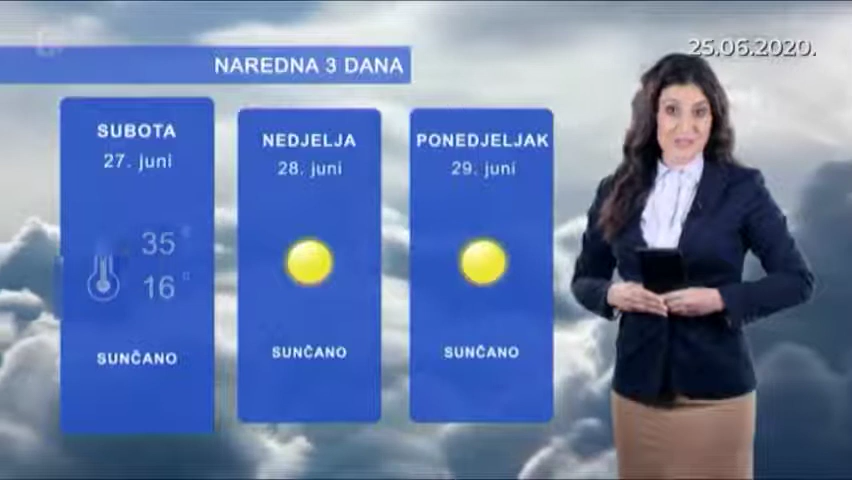 25.06.2020.
NAREDNA 3 DANA
SUBOTA
27. juni
35°
16°
SUNČANO
NEDJELJA
28. juni
SUNČANO
PONEDJELJAK
29. juni
SUNČANO